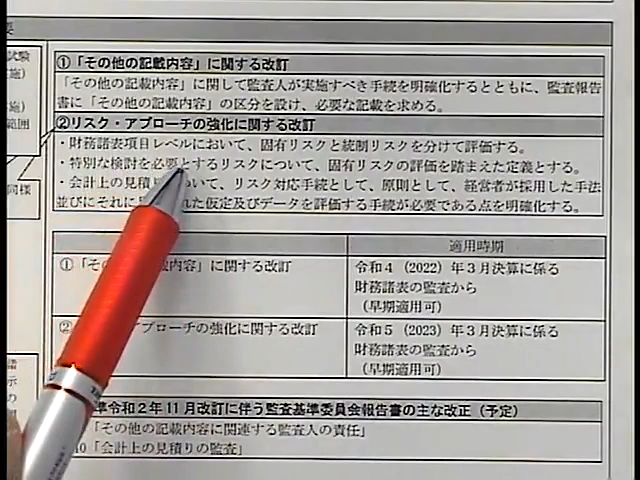 要
試験
施)
施)
範囲
同様
①「その他の記載内容」に関する改訂
「その他の記載内容」に関して監査人が実施すべき手続を明確化するとともに、監査報告
書に「その他の記載内容」の区分を設け、必要な記載を求める。
②リスク・アプローチの強化に関する改訂
・財務諸表項目レベルにおいて、固有リスクと統制リスクを分けて評価する。
・特別な検討を必要とするリスクについて、固有リスクの評価を踏まえた定義とする。
・会計上の見積 いて、リスク対応手続として、原則として、経営者が採用した手法
並びにそれに れた仮定及びデータを評価する手続が必要である点を明確化する。
適用時期
①「その 載内容」に関する改訂
令和4(2022)年3月決算に係る
財務諸表の監査から
(早期適用可)
② アプローチの強化に関する改訂
令和5(2023)年3月決算に係る
財務諸表の監査から
(早期適用可)
準令和2年11月改訂に伴う監査基準委員会報告書の主な改正(予定)
「その他の記載内容に関連する監査人の責任」
「会計上の見積りの監査」
示
の